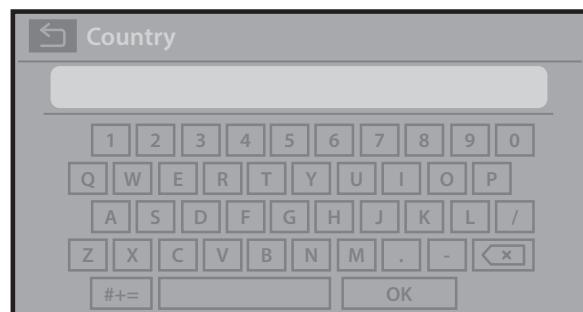 Country
1 2 3 4 5 6 7 8 9 0
Q W E R T Y U I O P
A S D F G H J K L /
Z X C V B N M . - ×
#+= OK